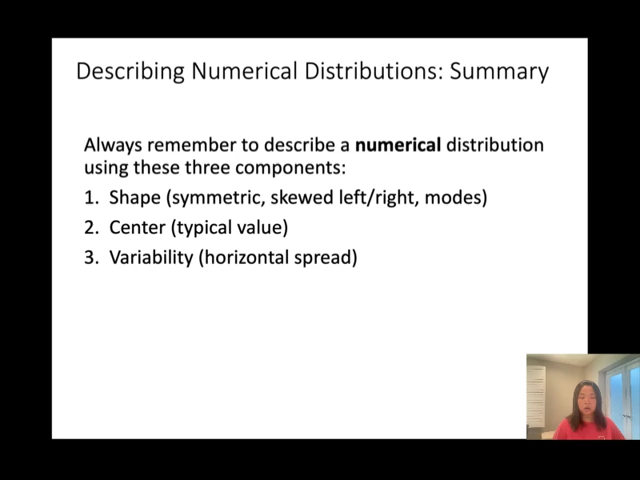 Describing Numerical Distributions: Summary
Always remember to describe a numerical distribution
using these three components:
1. Shape (symmetric, skewed left/right, modes)
2. Center (typical value)
3. Variability (horizontal spread)